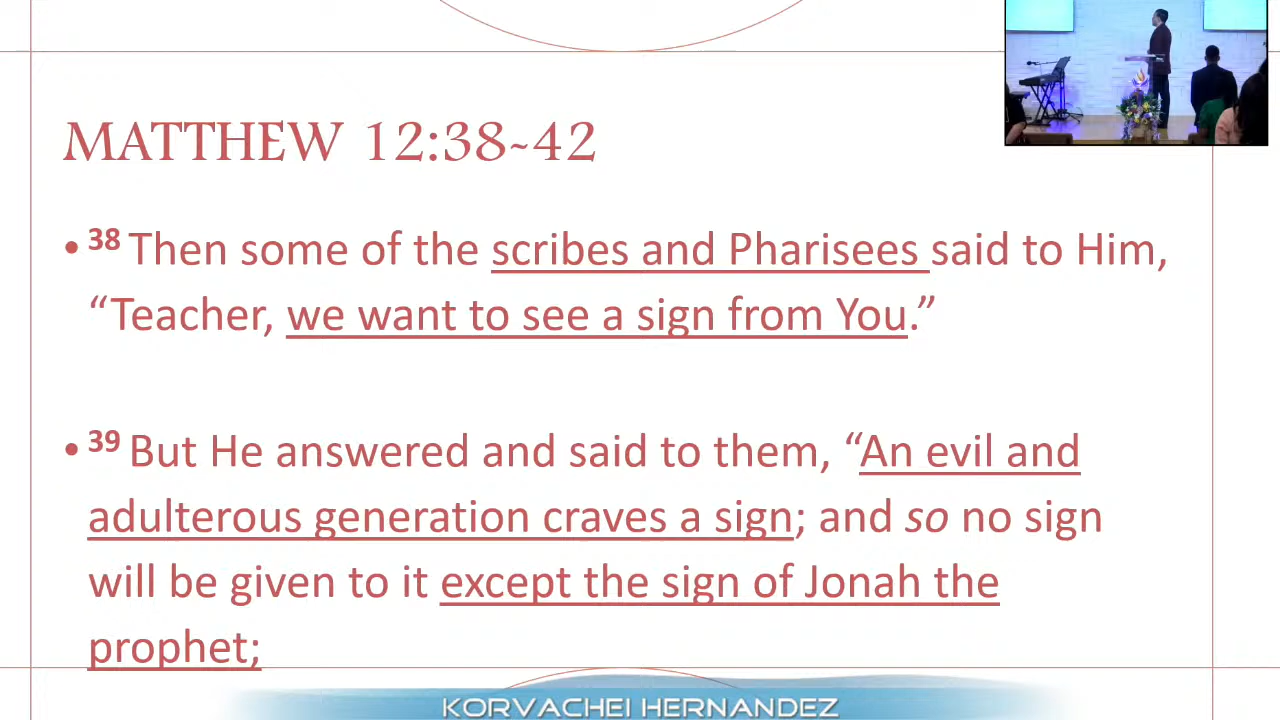 MATTHEW 12:38~42
• 38 Then some of the scribes and Pharisees said to Him,
“Teacher, we want to see a sign from You.”
• 39 But He answered and said to them, “An evil and
adulterous generation craves a sign; and so no sign
will be given to it except the sign of Jonah the
prophet;
KORVACHEI HERNANDEZ